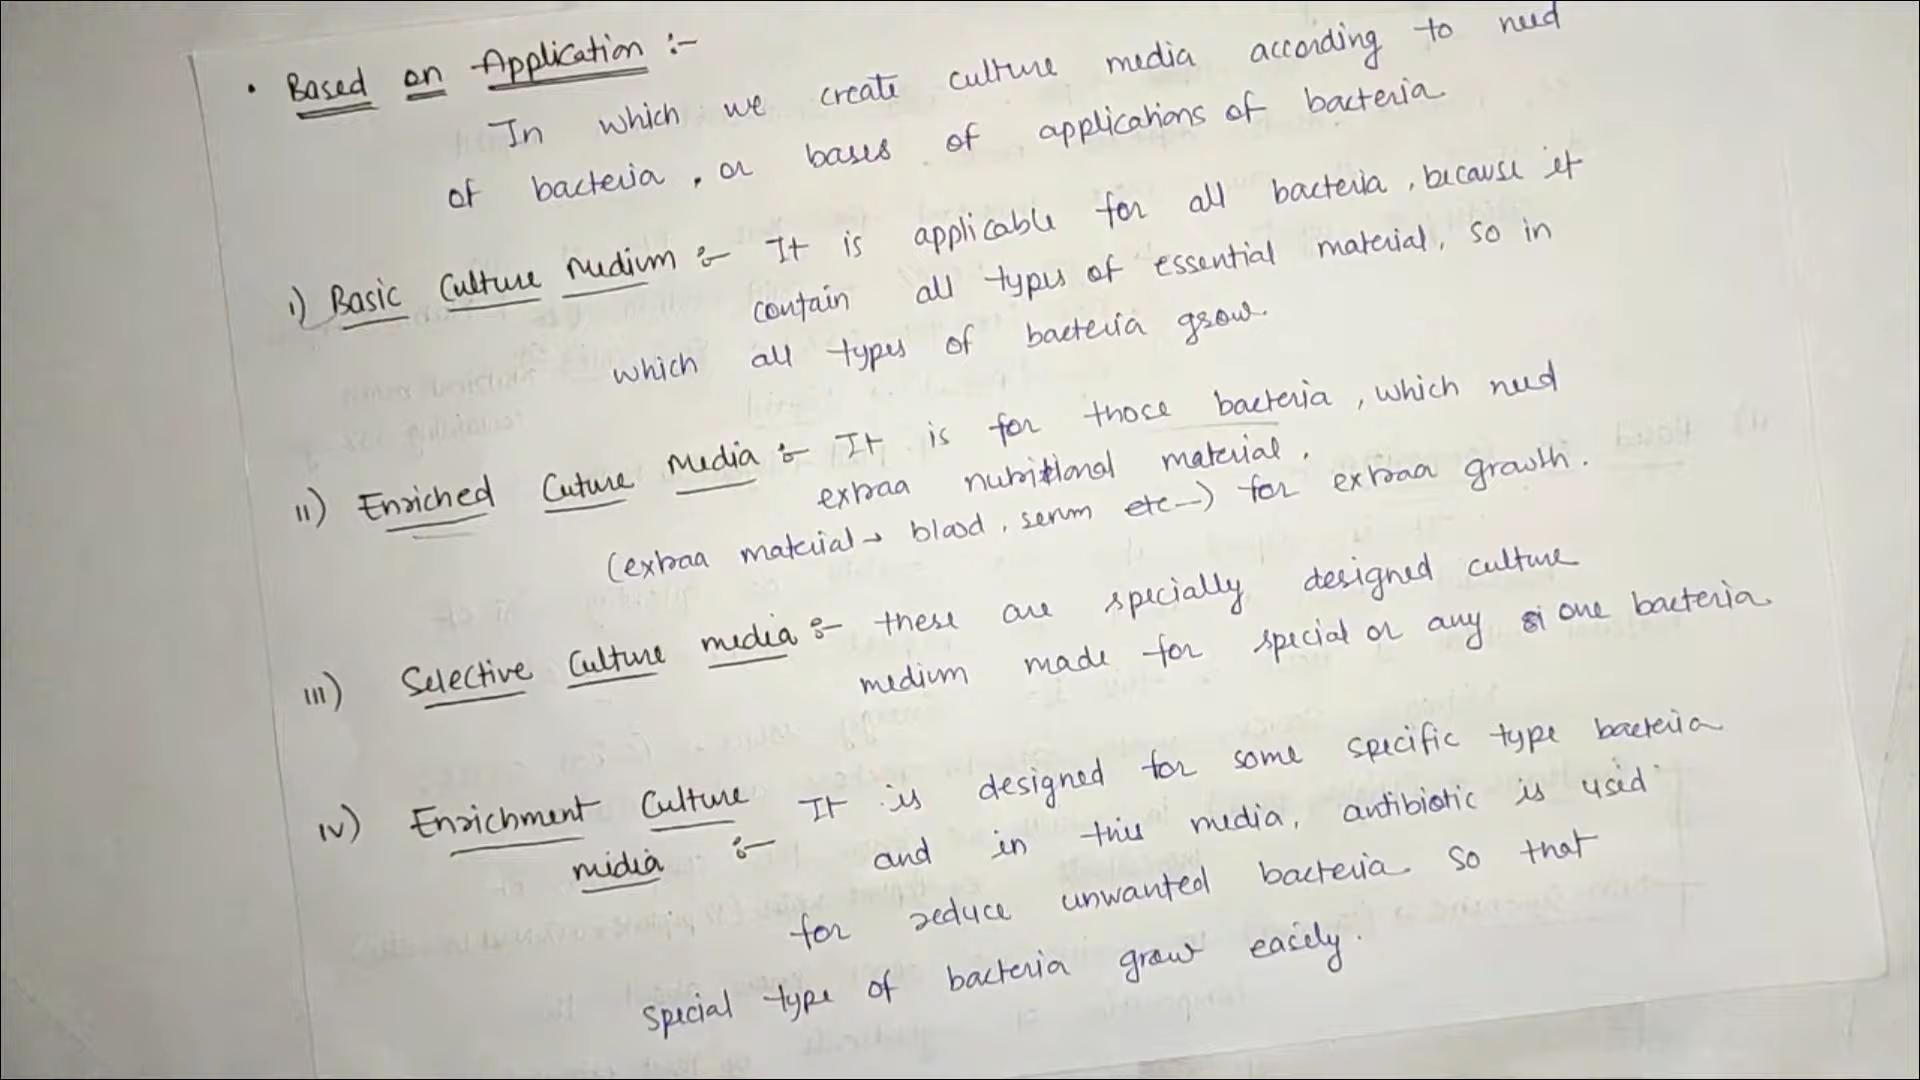 • Based on Application :-
In which we create culture media according to need
of bacteria, or bases of applications of bacteria
i) Basic Culture Medium :- It is applicable for all bacteria, because it
contain all types of essential material, so in
which all types of bacteria grow.
ii) Enriched Cuture Media :- It is for those bacteria, which need
extraa nutritional material.
(extraa material → blood, serum etc--) for extraa growth.
iii) Selective Culture media :- these are specially designed culture
medium made for special or any one bacteria
iv) Enrichment Culture It is designed for some specific type bacteria
midia :- and in this media, antibiotic is used
for reduce unwanted bacteria. So that
special type of bacteria grow easily.